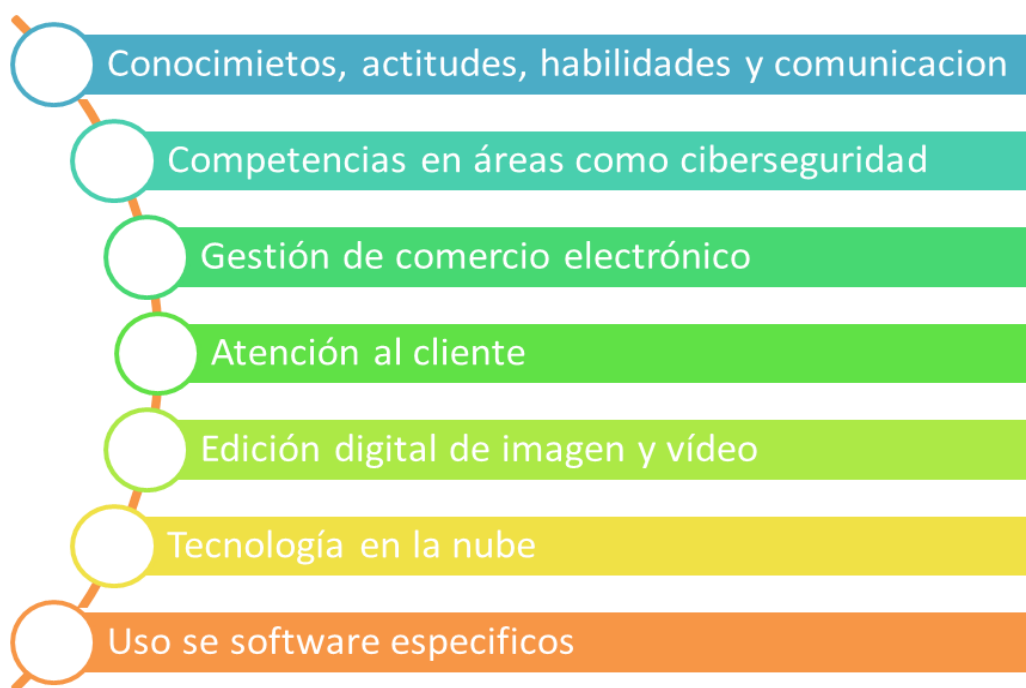 Conocimietos, actitudes, habilidades y comunicacion
Competencias en áreas como ciberseguridad
Gestión de comercio electrónico
Atención al cliente
Edición digital de imagen y vídeo
Tecnología en la nube
Uso se software especificos